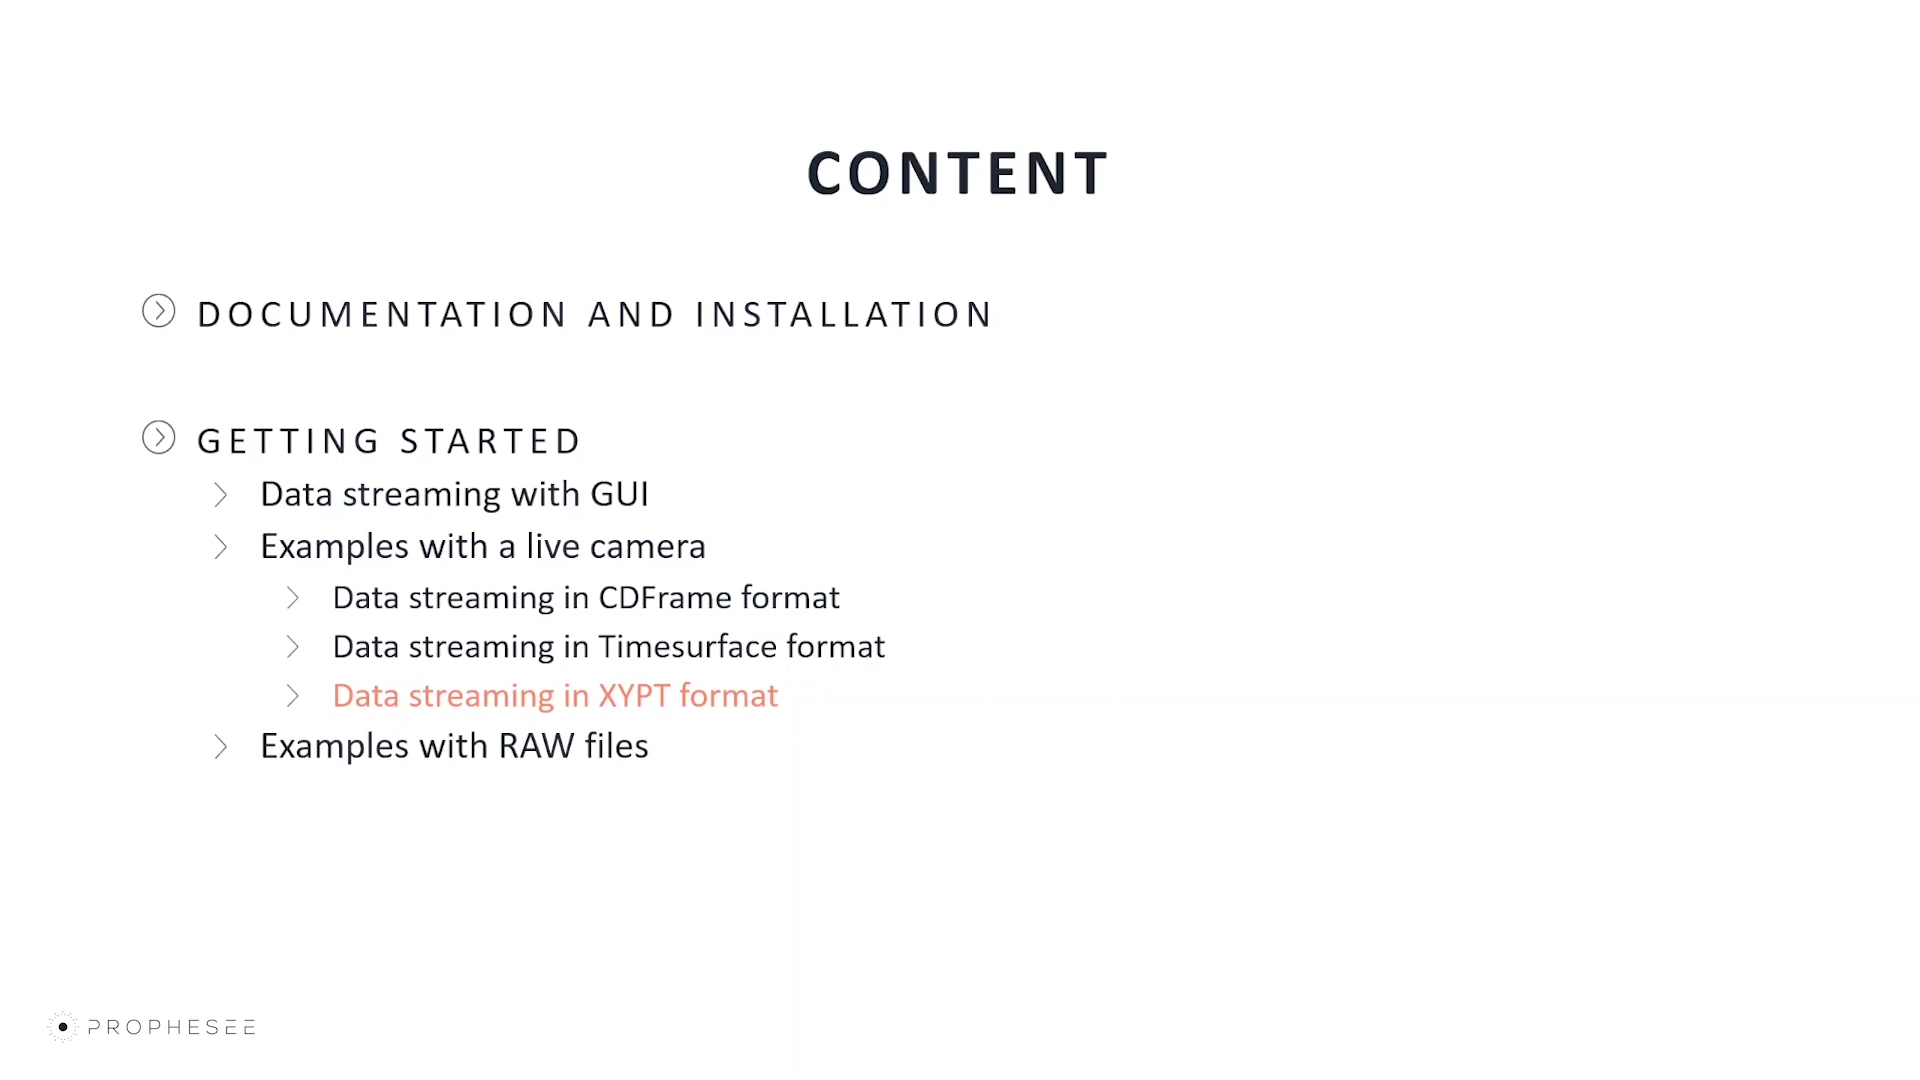 CONTENT
DOCUMENTATION AND INSTALLATION
GETTING STARTED
Data streaming with GUI
Examples with a live camera
Data streaming in CDFrame format
Data streaming in Timesurface format
Data streaming in XYPT format
Examples with RAW files
PROPHESEE